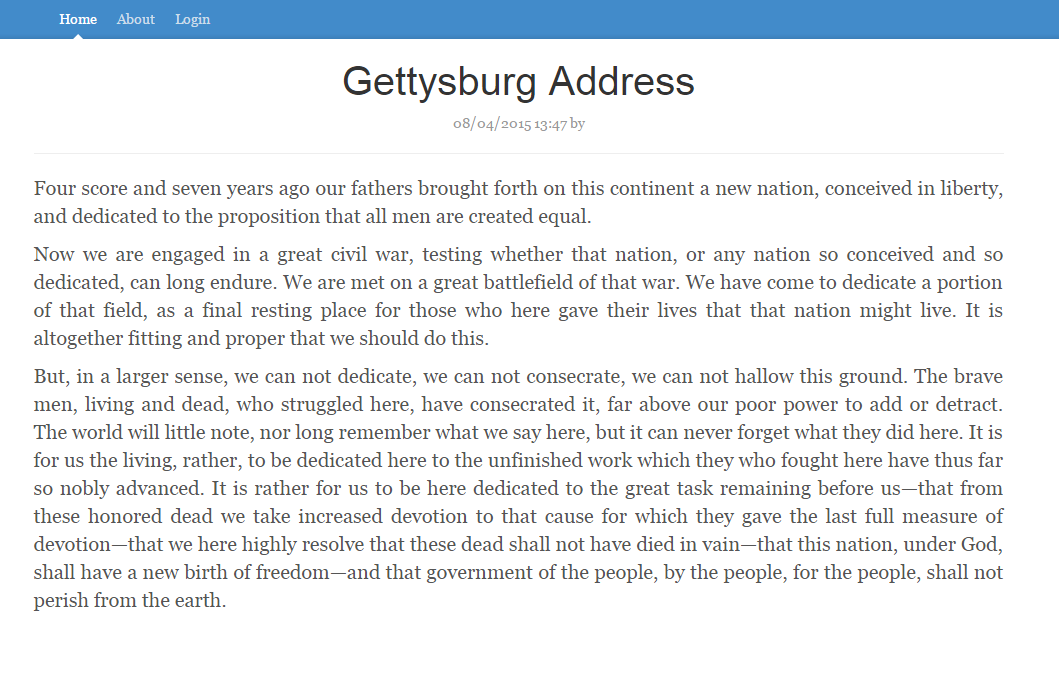 Home About Login
Gettysburg Address
08/04/2015 13:47 by
Four score and seven years ago our fathers brought forth on this continent a new nation, conceived in liberty,
and dedicated to the proposition that all men are created equal.
Now we are engaged in a great civil war, testing whether that nation, or any nation so conceived and so
dedicated, can long endure. We are met on a great battlefield of that war. We have come to dedicate a portion
of that field, as a final resting place for those who here gave their lives that that nation might live. It is
altogether fitting and proper that we should do this.
But, in a larger sense, we can not dedicate, we can not consecrate, we can not hallow this ground. The brave
men, living and dead, who struggled here, have consecrated it, far above our poor power to add or detract.
The world will little note, nor long remember what we say here, but it can never forget what they did here. It is
for us the living, rather, to be dedicated here to the unfinished work which they who fought here have thus far
so nobly advanced. It is rather for us to be here dedicated to the great task remaining before us—that from
these honored dead we take increased devotion to that cause for which they gave the last full measure of
devotion—that we here highly resolve that these dead shall not have died in vain—that this nation, under God,
shall have a new birth of freedom—and that government of the people, by the people, for the people, shall not
perish from the earth.